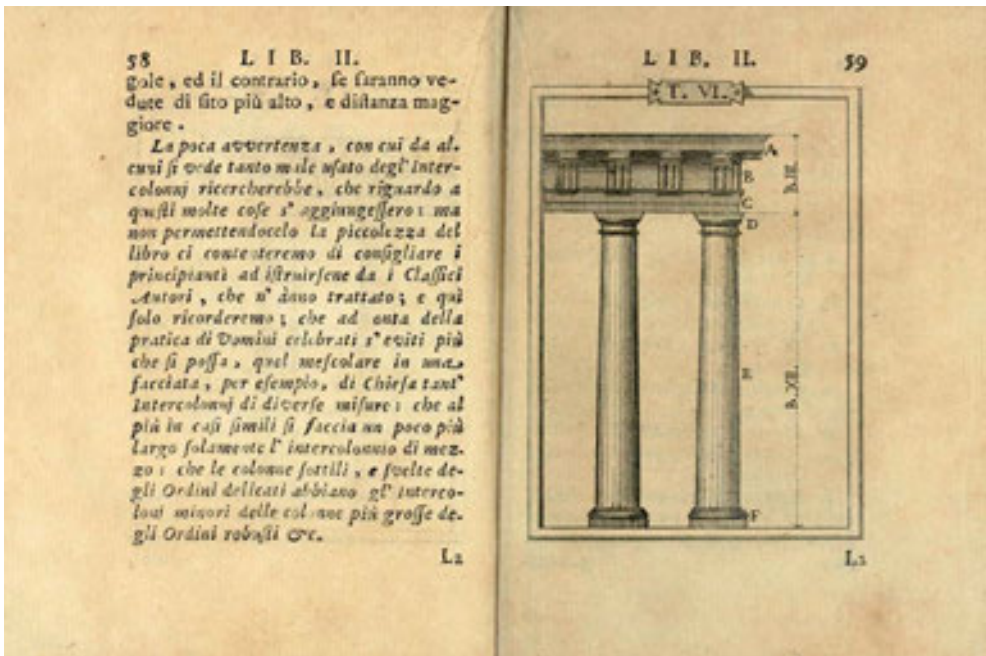 58 LIB. II.
gole, ed il contrario, se saranno ve-
dute di sito più alto, e distanza mag-
giore.
La poca avvertenza, con cui da al-
cuni si vede tanto male usato degl' Inter-
colonnj ricercherebbe, che riguardo a
questi molte cose s' aggiungessero: ma
non permettendocelo la piccolezza del
libro ci contenteremo di consigliare i
principianti ad istruirsene da i Classici
Autori, che n' ànno trattato; e quì
solo ricorderemo; che ad onta della
pratica di Vomini celebrati s' eviti più
che si possa, quel mescolare in una
facciata, per esempio, di Chiesa tant'
Intercolonnj di diverse misure: che al
più in casi simili si faccia un poco più
largo solamente l' intercolonnio di mez-
zo: che le colonne sottili, e svelte de-
gli Ordini delicati abbiano gl' Interco-
lonj minori delle colonne più grosse de-
gli Ordini robusti &c.
L2
LIB. II. 59
T. VI.
A
B
B. III.
C
D
B. XII.
F
L2